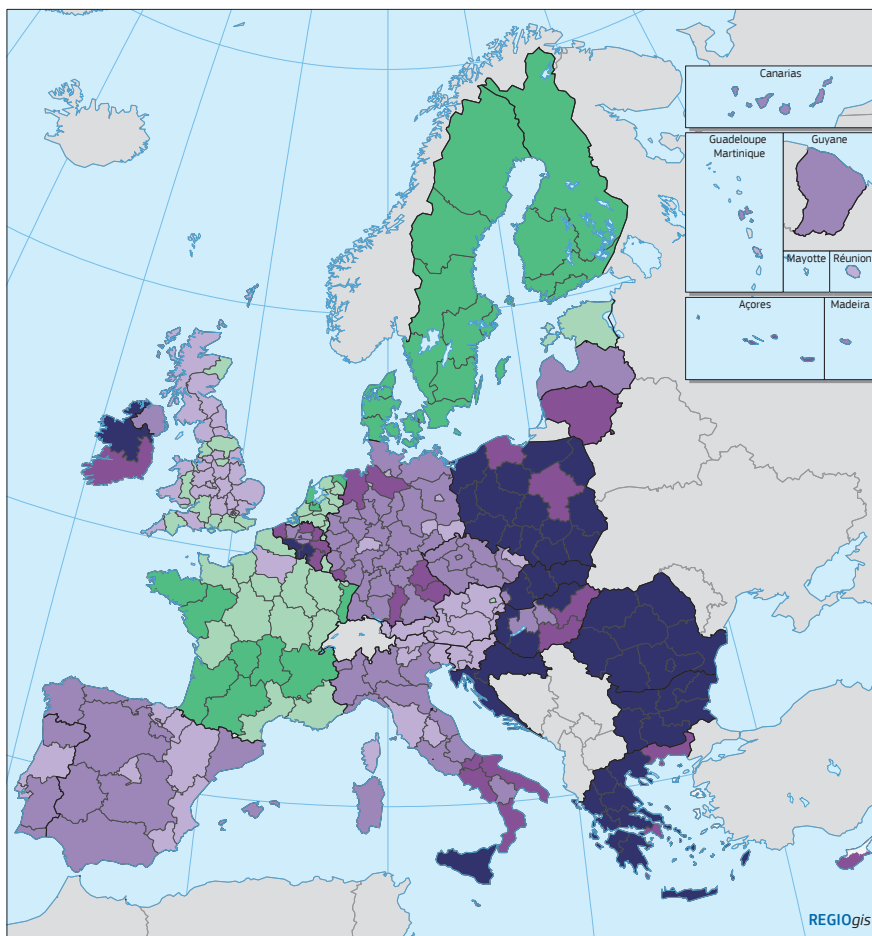 Canarias
Guadeloupe
Martinique
Guyane
Mayotte
Réunion
Açores
Madeira
REGIOgis